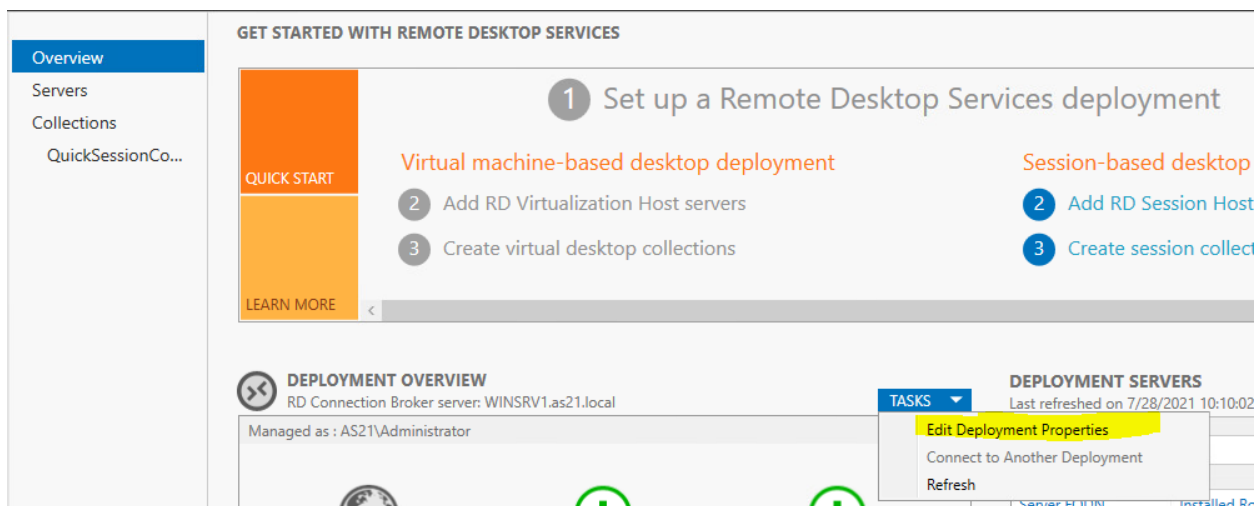 GET STARTED WITH REMOTE DESKTOP SERVICES
Overview
Servers
Collections
QuickSessionCo...
QUICK START
LEARN MORE
1 Set up a Remote Desktop Services deployment
Virtual machine-based desktop deployment
2 Add RD Virtualization Host servers
3 Create virtual desktop collections
Session-based desktop
2 Add RD Session Host
3 Create session collect
DEPLOYMENT OVERVIEW
RD Connection Broker server: WINSRV1.as21.local
Managed as : AS21\Administrator
TASKS
Edit Deployment Properties
Connect to Another Deployment
Refresh
DEPLOYMENT SERVERS
Last refreshed on 7/28/2021 10:10:02
Server FQDN
Installed Ro